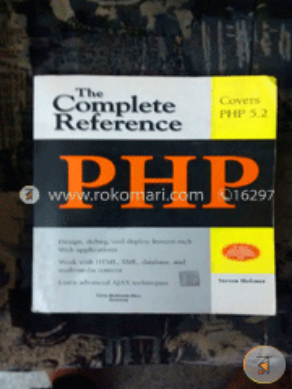 The
Complete
Reference
Covers
PHP 5.2
PHP
www.rokomari.com
16297
Design, debug, and deploy feature-rich
Web applications
Work with HTML, XML, database, and
multimedia content
Learn advanced AJAX techniques
Steven Holzner